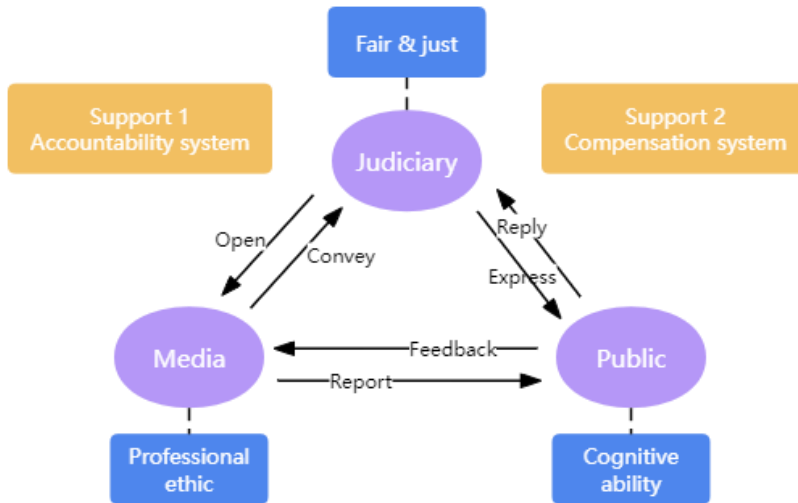 Fair & just
Support 1
Accountability system
Support 2
Compensation system
Judiciary
Open
Convey
Reply
Express
Media
Feedback
Report
Public
Professional
ethic
Cognitive
ability